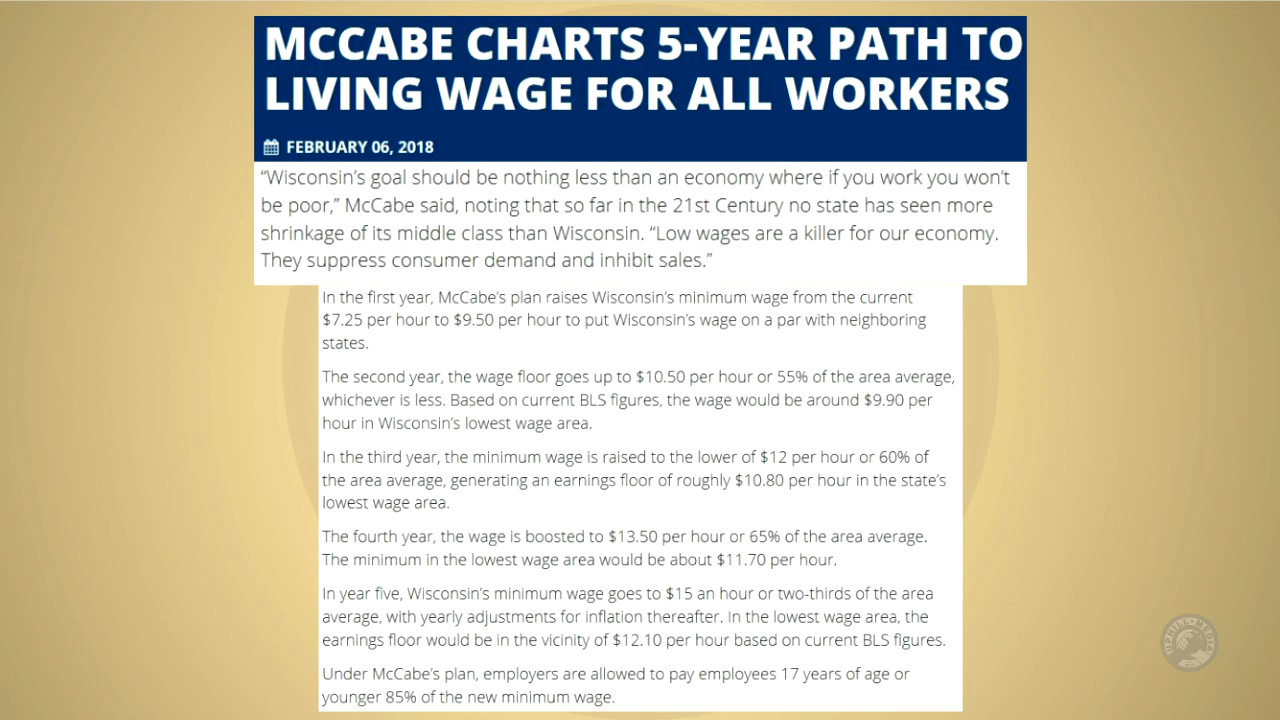 MCCABE CHARTS 5-YEAR PATH TO
LIVING WAGE FOR ALL WORKERS
FEBRUARY 06, 2018
“Wisconsin’s goal should be nothing less than an economy where if you work you won’t
be poor,” McCabe said, noting that so far in the 21st Century no state has seen more
shrinkage of its middle class than Wisconsin. “Low wages are a killer for our economy.
They suppress consumer demand and inhibit sales.”
In the first year, McCabe’s plan raises Wisconsin’s minimum wage from the current
$7.25 per hour to $9.50 per hour to put Wisconsin’s wage on a par with neighboring
states.
The second year, the wage floor goes up to $10.50 per hour or 55% of the area average,
whichever is less. Based on current BLS figures, the wage would be around $9.90 per
hour in Wisconsin’s lowest wage area.
In the third year, the minimum wage is raised to the lower of $12 per hour or 60% of
the area average, generating an earnings floor of roughly $10.80 per hour in the state’s
lowest wage area.
The fourth year, the wage is boosted to $13.50 per hour or 65% of the area average.
The minimum in the lowest wage area would be about $11.70 per hour.
In year five, Wisconsin’s minimum wage goes to $15 an hour or two-thirds of the area
average, with yearly adjustments for inflation thereafter. In the lowest wage area, the
earnings floor would be in the vicinity of $12.10 per hour based on current BLS figures.
Under McCabe’s plan, employers are allowed to pay employees 17 years of age or
younger 85% of the new minimum wage.
UPHILL MEDIA